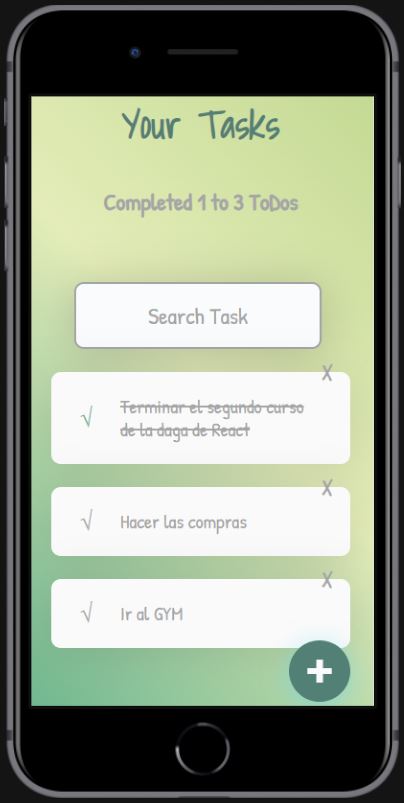 Your Tasks
Completed 1 to 3 ToDos
Search Task
X
√ Terminar el segundo curso
de la daga de React
X
√ Hacer las compras
X
√ Ir al GYM
+